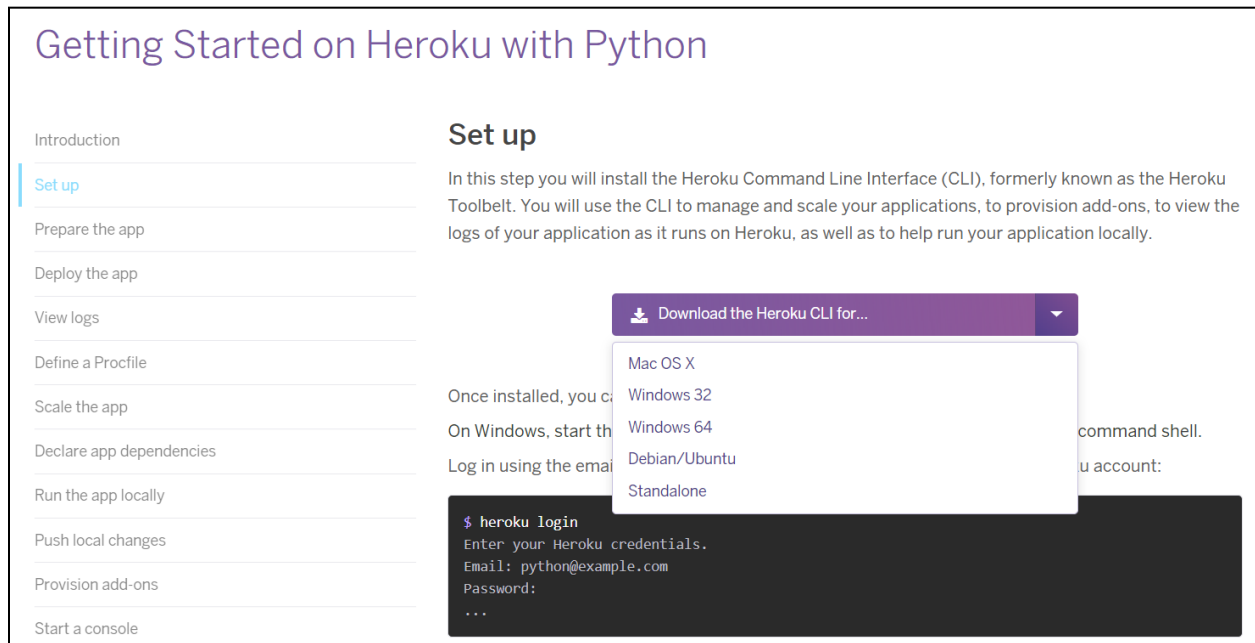 Getting Started on Heroku with Python
Introduction
Set up
Prepare the app
Deploy the app
View logs
Define a Procfile
Scale the app
Declare app dependencies
Run the app locally
Push local changes
Provision add-ons
Start a console
Set up
In this step you will install the Heroku Command Line Interface (CLI), formerly known as the Heroku
Toolbelt. You will use the CLI to manage and scale your applications, to provision add-ons, to view the
logs of your application as it runs on Heroku, as well as to help run your application locally.
Download the Heroku CLI for...
Mac OS X
Windows 32
Windows 64
Debian/Ubuntu
Standalone
Once installed, you
On Windows, start command shell.
Log in using the account:
$ heroku login
Enter your Heroku credentials.
Email: python@example.com
Password:
...